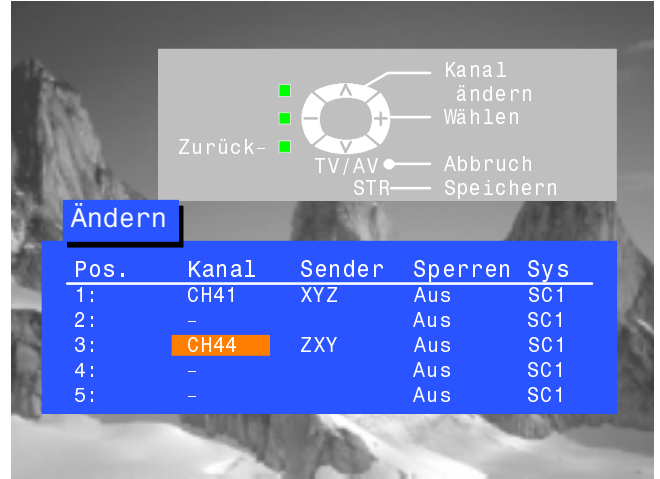 Kanal
ändern
Wählen
Zurück-
TV/AV Abbruch
STR Speichern
Ändern
Pos. Kanal Sender Sperren Sys
1: CH41 XYZ Aus SC1
2: - Aus SC1
3: CH44 ZXY Aus SC1
4: - Aus SC1
5: - Aus SC1